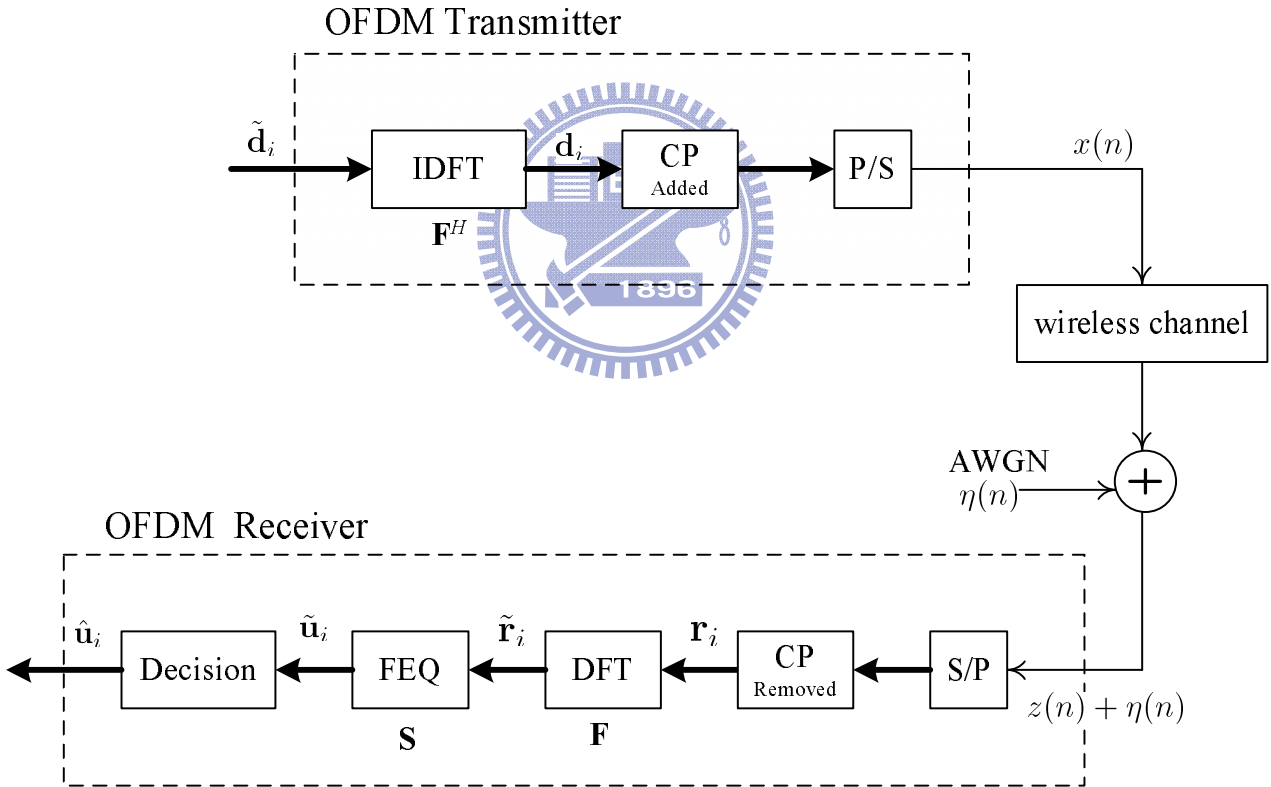 OFDM Transmitter
d̃ᵢ
IDFT
dᵢ
CP
Added
P/S
x(n)
Fᴴ
1896
wireless channel
AWGN
η(n)
+
OFDM Receiver
ûᵢ
Decision
ũᵢ
FEQ
r̃ᵢ
DFT
rᵢ
CP
Removed
S/P
z(n) + η(n)
S
F